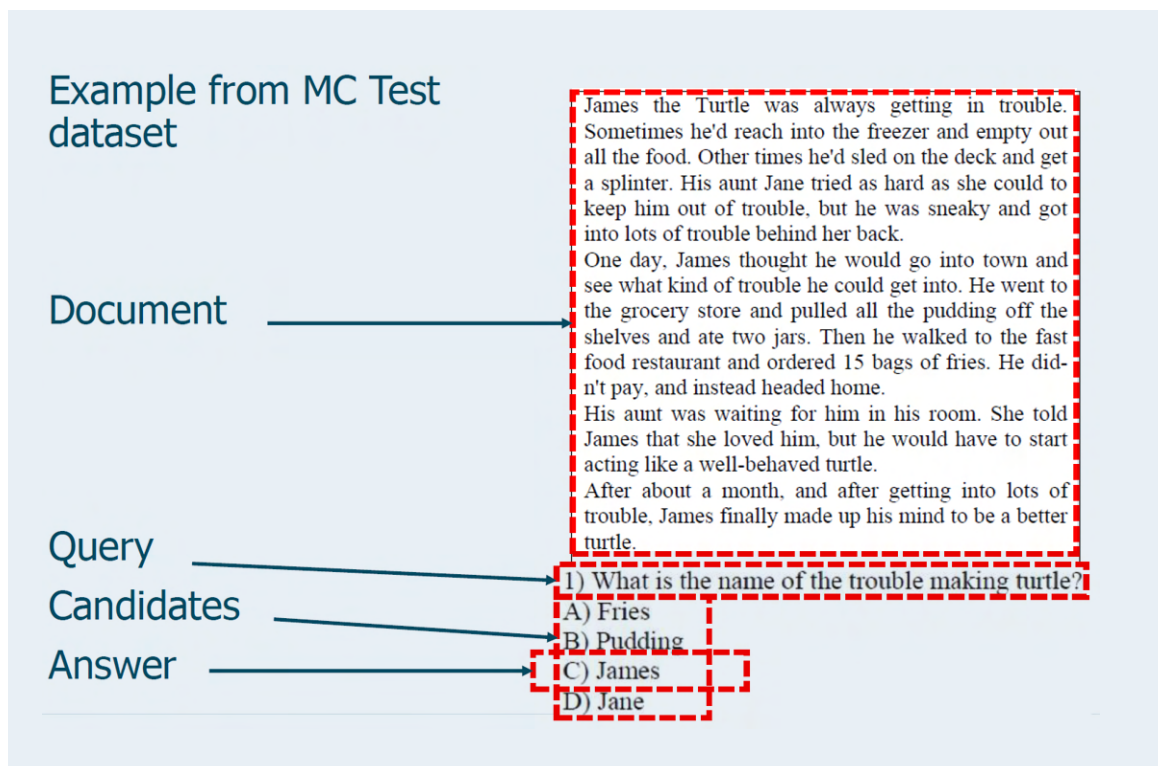 Example from MC Test
dataset
James the Turtle was always getting in trouble.
Sometimes he'd reach into the freezer and empty out
all the food. Other times he'd sled on the deck and get
a splinter. His aunt Jane tried as hard as she could to
keep him out of trouble, but he was sneaky and got
into lots of trouble behind her back.
One day, James thought he would go into town and
see what kind of trouble he could get into. He went to
the grocery store and pulled all the pudding off the
shelves and ate two jars. Then he walked to the fast
food restaurant and ordered 15 bags of fries. He did-
n't pay, and instead headed home.
His aunt was waiting for him in his room. She told
James that she loved him, but he would have to start
acting like a well-behaved turtle.
After about a month, and after getting into lots of
trouble, James finally made up his mind to be a better
turtle.
Document
Query
1) What is the name of the trouble making turtle?
Candidates
A) Fries
B) Pudding
Answer
C) James
D) Jane